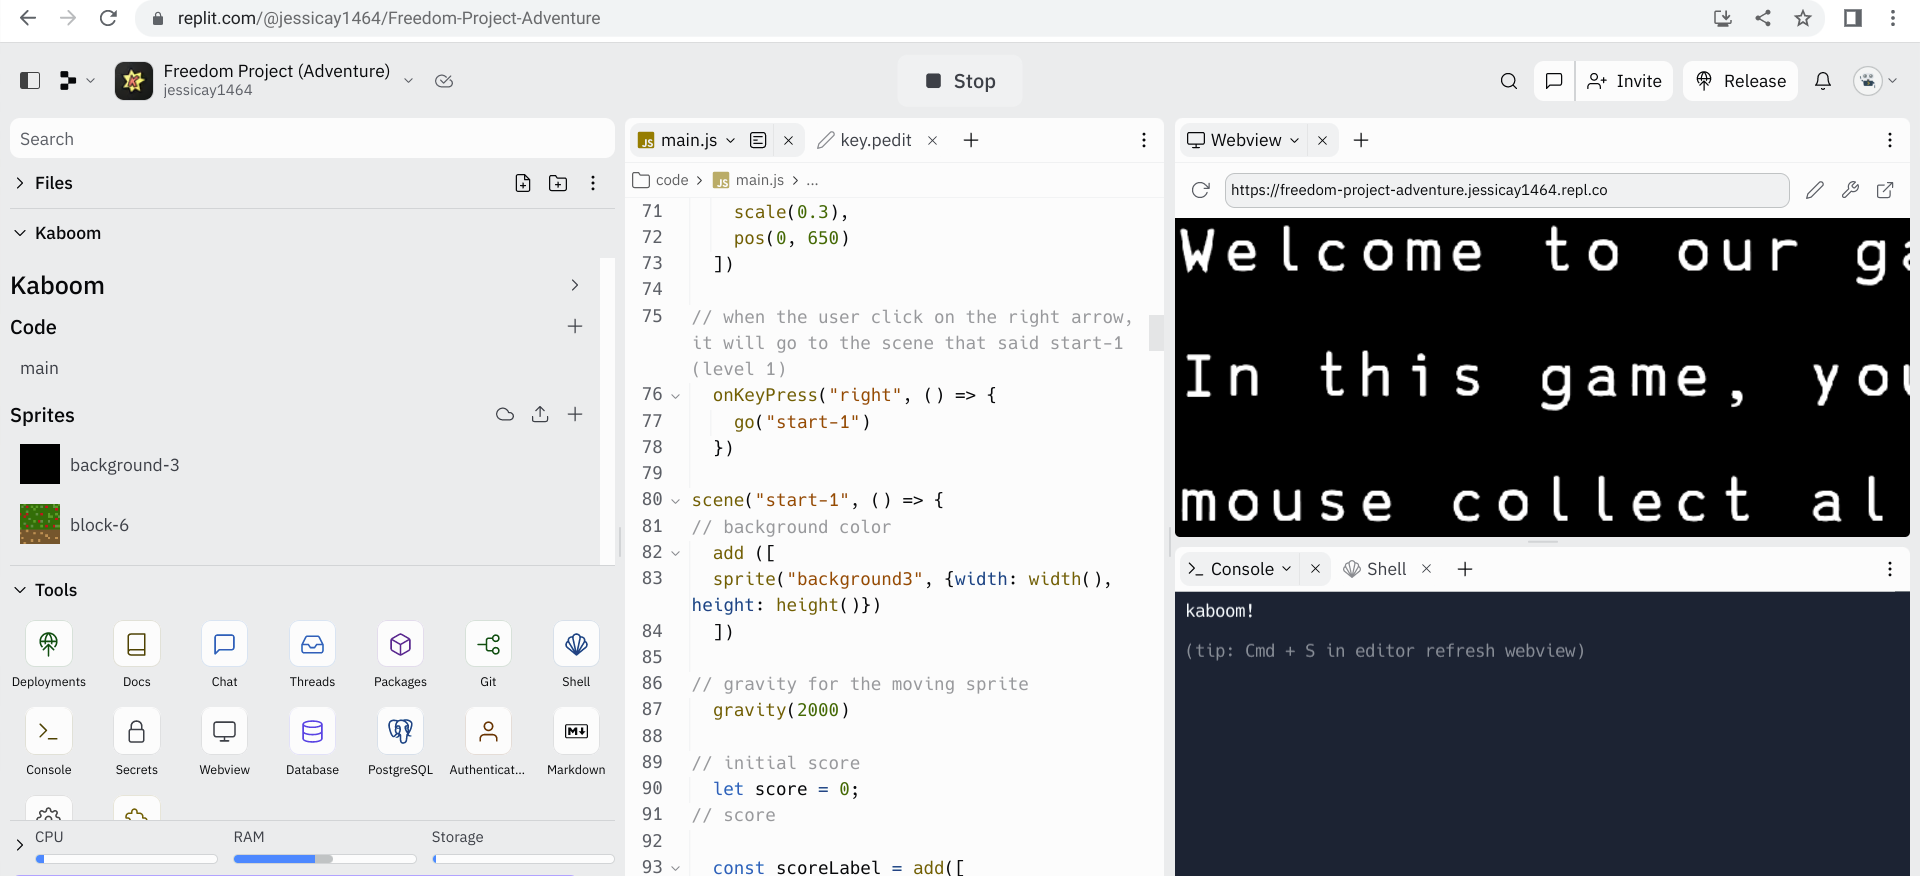 replit.com/@jessicay1464/Freedom-Project-Adventure
Freedom Project (Adventure)
jessicay1464
Stop
Invite
Release
Search
Files
Kaboom
Kaboom
Code
main
Sprites
background-3
block-6
Tools
Deployments
Docs
Chat
Threads
Packages
Git
Shell
Console
Secrets
Webview
Database
PostgreSQL
Authenticat...
Markdown
CPU
RAM
Storage
JS main.js
key.pedit
code > JS main.js > ...
71 scale(0.3),
72 pos(0, 650)
73 ])
74
75 // when the user click on the right arrow,
it will go to the scene that said start-1
(level 1)
76 onKeyPress("right", () => {
77 go("start-1")
78 })
79
80 scene("start-1", () => {
81 // background color
82 add ([
83 sprite("background3", {width: width(),
height: height()})
84 ])
85
86 // gravity for the moving sprite
87 gravity(2000)
88
89 // initial score
90 let score = 0;
91 // score
92
93 const scoreLabel = add([
Webview
https://freedom-project-adventure.jessicay1464.repl.co
Welcome to our ga
In this game, you
mouse collect al
Console
Shell
kaboom!
(tip: Cmd + S in editor refresh webview)